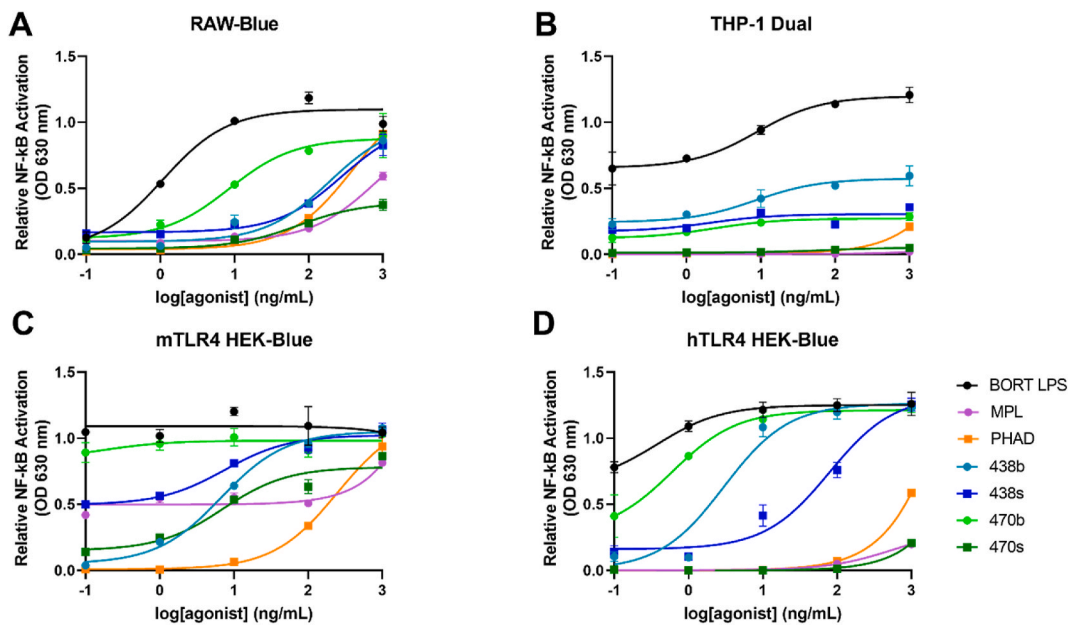 A
RAW-Blue
Relative NF-kB Activation
(OD 630 nm)
1.5
1.0
0.5
0.0
-1 0 1 2 3
log[agonist] (ng/mL)
B
THP-1 Dual
Relative NF-kB Activation
(OD 630 nm)
1.5
1.0
0.5
0.0
-1 0 1 2 3
log[agonist] (ng/mL)
C
mTLR4 HEK-Blue
Relative NF-kB Activation
(OD 630 nm)
1.5
1.0
0.5
0.0
-1 0 1 2 3
log[agonist] (ng/mL)
D
hTLR4 HEK-Blue
Relative NF-kB Activation
(OD 630 nm)
1.5
1.0
0.5
0.0
-1 0 1 2 3
log[agonist] (ng/mL)
BORT LPS
MPL
PHAD
438b
438s
470b
470s